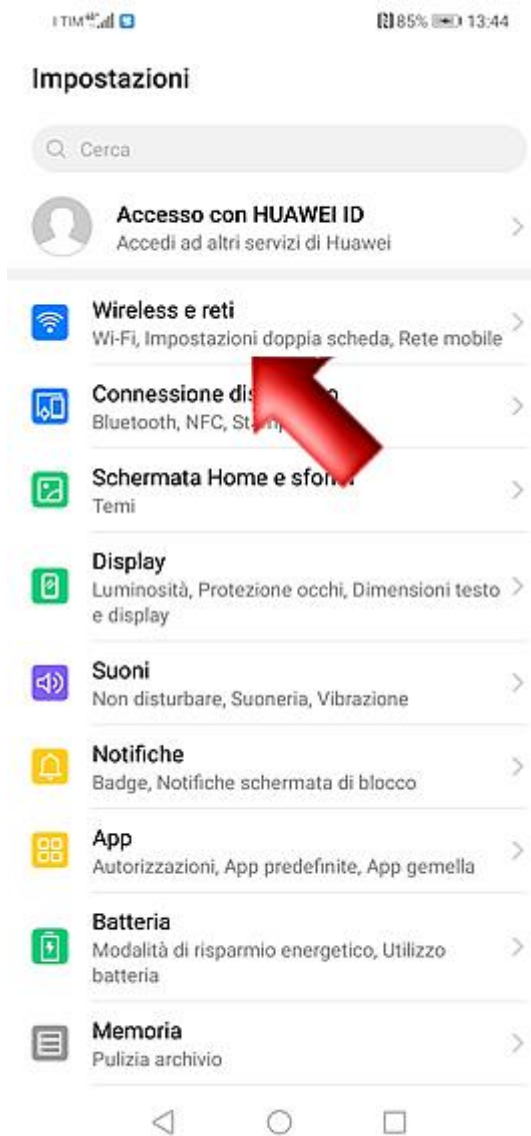 TIM
85% 13:44
Impostazioni
Cerca
Accesso con HUAWEI ID
Accedi ad altri servizi di Huawei
Wireless e reti
Wi-Fi, Impostazioni doppia scheda, Rete mobile
Connessione
Bluetooth, NFC,
Schermata Home e
Temi
Display
Luminosità, Protezione occhi, Dimensioni testo
e display
Suoni
Non disturbare, Suoneria, Vibrazione
Notifiche
Badge, Notifiche schermata di blocco
App
Autorizzazioni, App predefinite, App gemella
Batteria
Modalità di risparmio energetico, Utilizzo
batteria
Memoria
Pulizia archivio